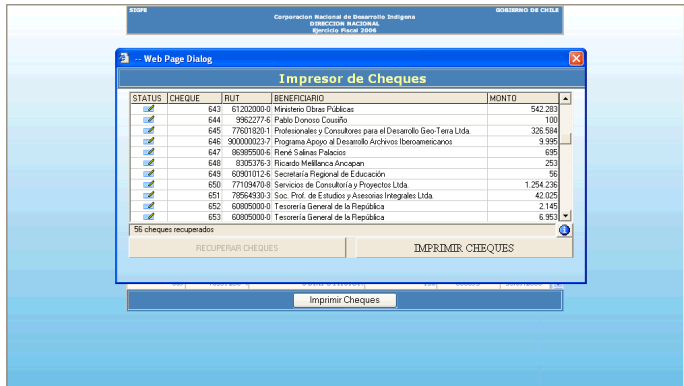 SIGFE GOBIERNO DE CHILE
Corporacion Nacional de Desarrollo Indigena
DIRECCION NACIONAL
Ejercicio Fiscal 2006
-- Web Page Dialog
Impresor de Cheques
STATUS CHEQUE RUT BENEFICIARIO MONTO
643 61202000-0 Ministerio Obras Públicas 542.283
644 9962277-6 Pablo Donoso Cousiño 100
645 77601820-1 Profesionales y Consultores para el Desarrollo Geo-Terra Ltda. 326.584
646 900000023-7 Programa Apoyo al Desarrollo Archivos Iberoamericanos 9.995
647 86985500-6 René Salinas Palacios 695
648 8305376-3 Ricardo Melillanca Ancapan 253
649 60901012-6 Secretaría Regional de Educación 56
650 77109470-8 Servicios de Consultoría y Proyectos Ltda. 1.254.236
651 78564930-3 Soc. Prof. de Estudios y Asesorias Integrales Ltda. 42.025
652 60805000-0 Tesorería General de la República 2.145
653 60805000-0 Tesorería General de la República 6.953
56 cheques recuperados
RECUPERAR CHEQUES IMPRIMIR CHEQUES
Imprimir Cheques